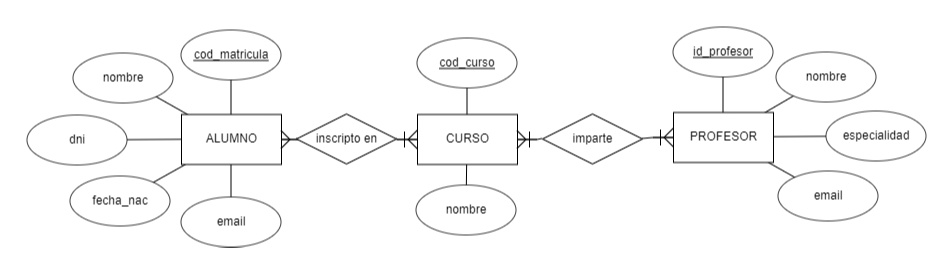 cod_matricula
nombre
dni
fecha_nac
email
ALUMNO
inscripto en
cod_curso
CURSO
nombre
imparte
id_profesor
nombre
PROFESOR
especialidad
email